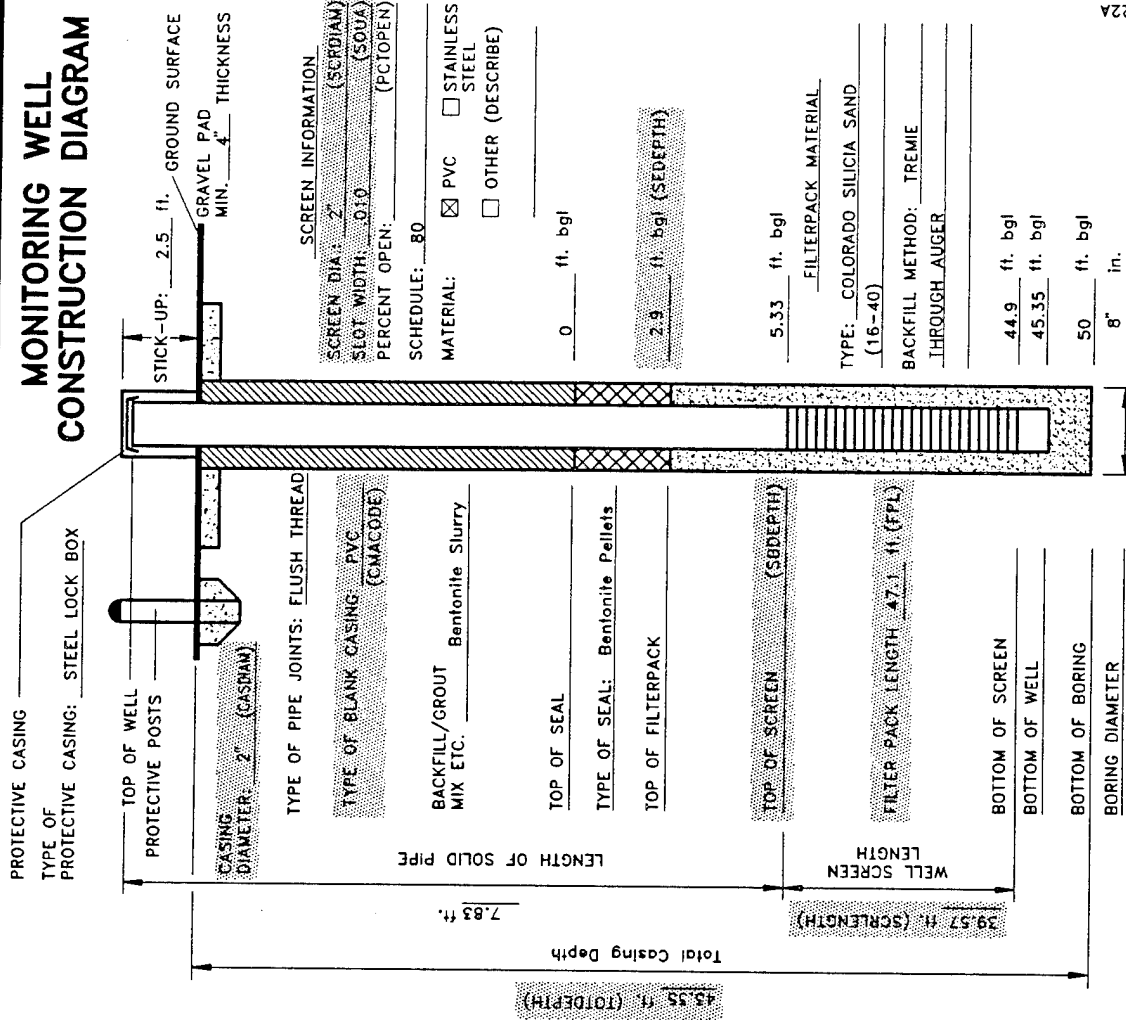 MONITORING WELL
CONSTRUCTION DIAGRAM
PROTECTIVE CASING
TYPE OF
PROTECTIVE CASING: STEEL LOCK BOX
TOP OF WELL
PROTECTIVE POSTS
STICK-UP: 2.5 ft.
GROUND SURFACE
GRAVEL PAD
MIN. 4" THICKNESS
CASING
DIAMETER: 2" (CASDIAM)
TYPE OF PIPE JOINTS: FLUSH THREAD
TYPE OF BLANK CASING: PVC
(CMACODE)
BACKFILL/GROUT
MIX ETC. Bentonite Slurry
SCREEN INFORMATION
SCREEN DIA.: 2" (SCRDIAM)
SLOT WIDTH: .010 (SOUA)
PERCENT OPEN: (PCTOPEN)
SCHEDULE: 80
MATERIAL: ☒ PVC ☐ STAINLESS
STEEL
☐ OTHER (DESCRIBE)
TOP OF SEAL 0 ft. bgl
TYPE OF SEAL: Bentonite Pellets
TOP OF FILTERPACK 2.9 ft. bgl (SEDEPTH)
TOP OF SCREEN (SBDEPTH) 5.33 ft. bgl
FILTER PACK LENGTH 47.1 ft.(FPL)
FILTERPACK MATERIAL
TYPE: COLORADO SILICIA SAND
(16-40)
BACKFILL METHOD: TREMIE
THROUGH AUGER
BOTTOM OF SCREEN 44.9 ft. bgl
BOTTOM OF WELL 45.35 ft. bgl
BOTTOM OF BORING 50 ft. bgl
BORING DIAMETER 8" in.
LENGTH OF SOLID PIPE
7.83 ft.
WELL SCREEN
LENGTH
39.57 ft. (SCRLENGTH)
Total Casing Depth
45.35 ft. (TOTDEPTH)
22A